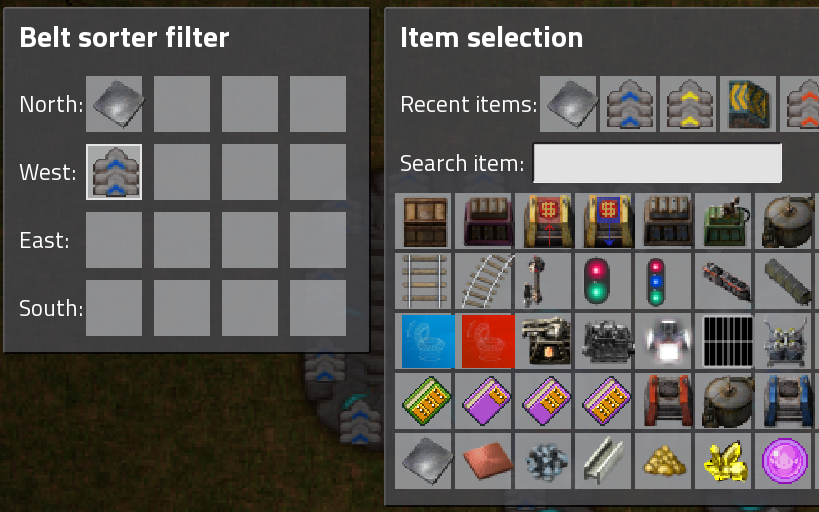 Belt sorter filter
North:
West:
East:
South:
Item selection
Recent items:
Search item: